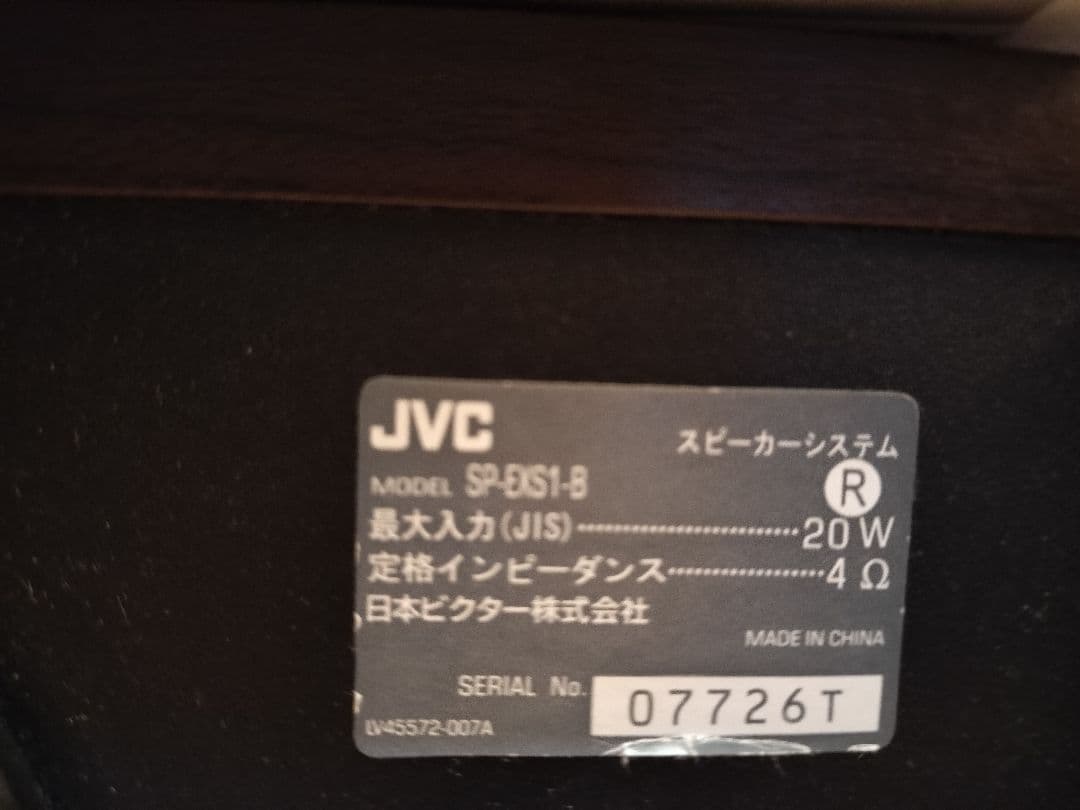 JVC
スピーカーシステム
MODEL SP-EXS1-B
R
最大入力(JIS)························20W
定格インピーダンス·················4Ω
日本ビクター株式会社
MADE IN CHINA
SERIAL No. 07726T
LV45572-007A